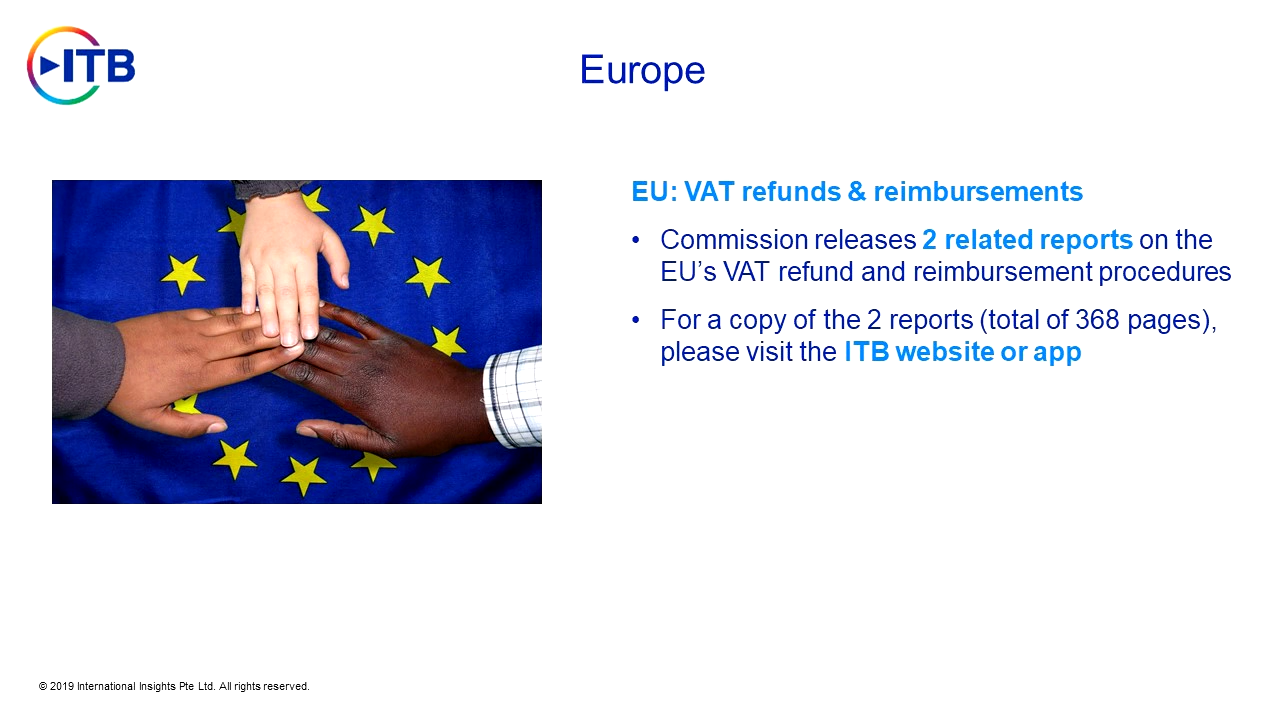 ITB
Europe
EU: VAT refunds & reimbursements
• Commission releases 2 related reports on the
EU’s VAT refund and reimbursement procedures
• For a copy of the 2 reports (total of 368 pages),
please visit the ITB website or app
© 2019 International Insights Pte Ltd. All rights reserved.